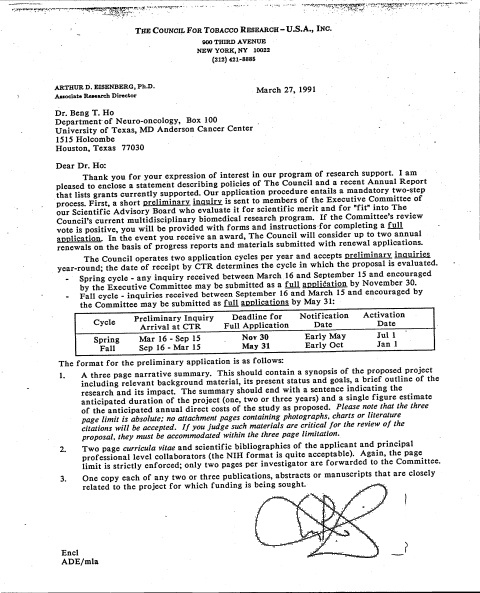 THE COUNCIL FOR TOBACCO RESEARCH – U.S.A., INC.
900 THIRD AVENUE
NEW YORK, NY 10022
(212) 421-8885
ARTHUR D. EISENBERG, Ph.D.
Associate Research Director
March 27, 1991
Dr. Beng T. Ho
Department of Neuro-oncology, Box 100
University of Texas, MD Anderson Cancer Center
1515 Holcombe
Houston, Texas 77030
Dear Dr. Ho:
Thank you for your expression of interest in our program of research support. I am
pleased to enclose a statement describing policies of The Council and a recent Annual Report
that lists grants currently supported. Our application procedure entails a mandatory two-step
process. First, a short preliminary inquiry is sent to members of the Executive Committee of
our Scientific Advisory Board who evaluate it for scientific merit and for "fit" into The
Council's current multidisciplinary biomedical research program. If the Committee's review
vote is positive, you will be provided with forms and instructions for completing a full
application. In the event you receive an award, The Council will consider up to two annual
renewals on the basis of progress reports and materials submitted with renewal applications.
The Council operates two application cycles per year and accepts preliminary inquiries
year-round; the date of receipt by CTR determines the cycle in which the proposal is evaluated.
- Spring cycle - any inquiry received between March 16 and September 15 and encouraged
by the Executive Committee may be submitted as a full application by November 30.
- Fall cycle - inquiries received between September 16 and March 15 and encouraged by
the Committee may be submitted as full applications by May 31:
Cycle Preliminary Inquiry Arrival at CTR Deadline for Full Application Notification Date Activation Date
Spring Mar 16 - Sep 15 Nov 30 Early May Jul 1
Fall Sep 16 - Mar 15 May 31 Early Oct Jan 1
The format for the preliminary application is as follows:
1. A three page narrative summary. This should contain a synopsis of the proposed project
including relevant background material, its present status and goals, a brief outline of the
research and its impact. The summary should end with a sentence indicating the
anticipated duration of the project (one, two or three years) and a single figure estimate
of the anticipated annual direct costs of the study as proposed. Please note that the three
page limit is absolute; no attachment pages containing photographs, charts or literature
citations will be accepted. If you judge such materials are critical for the review of the
proposal, they must be accommodated within the three page limitation.
2. Two page curricula vitae and scientific bibliographies of the applicant and principal
professional level collaborators (the NIH format is quite acceptable). Again, the page
limit is strictly enforced; only two pages per investigator are forwarded to the Committee.
3. One copy each of any two or three publications, abstracts or manuscripts that are closely
related to the project for which funding is being sought.
Encl
ADE/mla